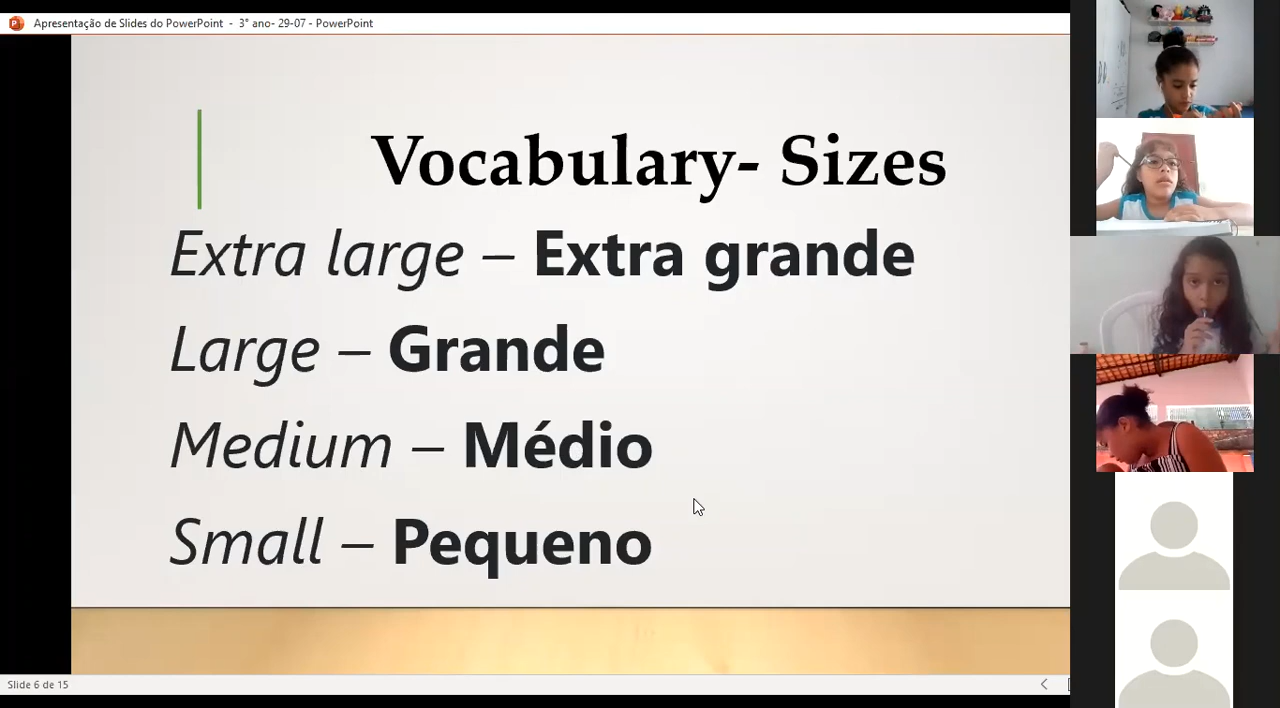 Apresentação de Slides do PowerPoint - 3° ano- 29-07 - PowerPoint
Vocabulary- Sizes
Extra large – Extra grande
Large – Grande
Medium – Médio
Small – Pequeno
Slide 6 de 15